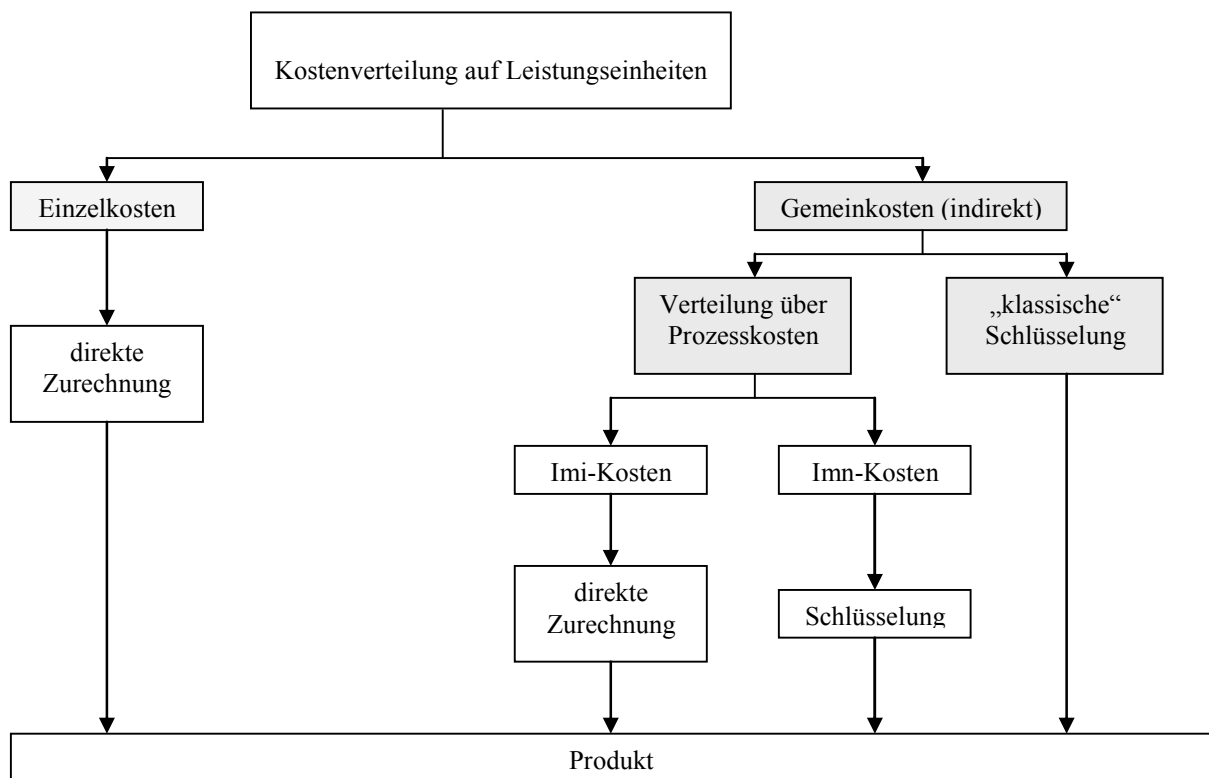 Kostenverteilung auf Leistungseinheiten
Einzelkosten
Gemeinkosten (indirekt)
Verteilung über
Prozesskosten
„klassische“
Schlüsselung
direkte
Zurechnung
Imi-Kosten
Imn-Kosten
direkte
Zurechnung
Schlüsselung
Produkt